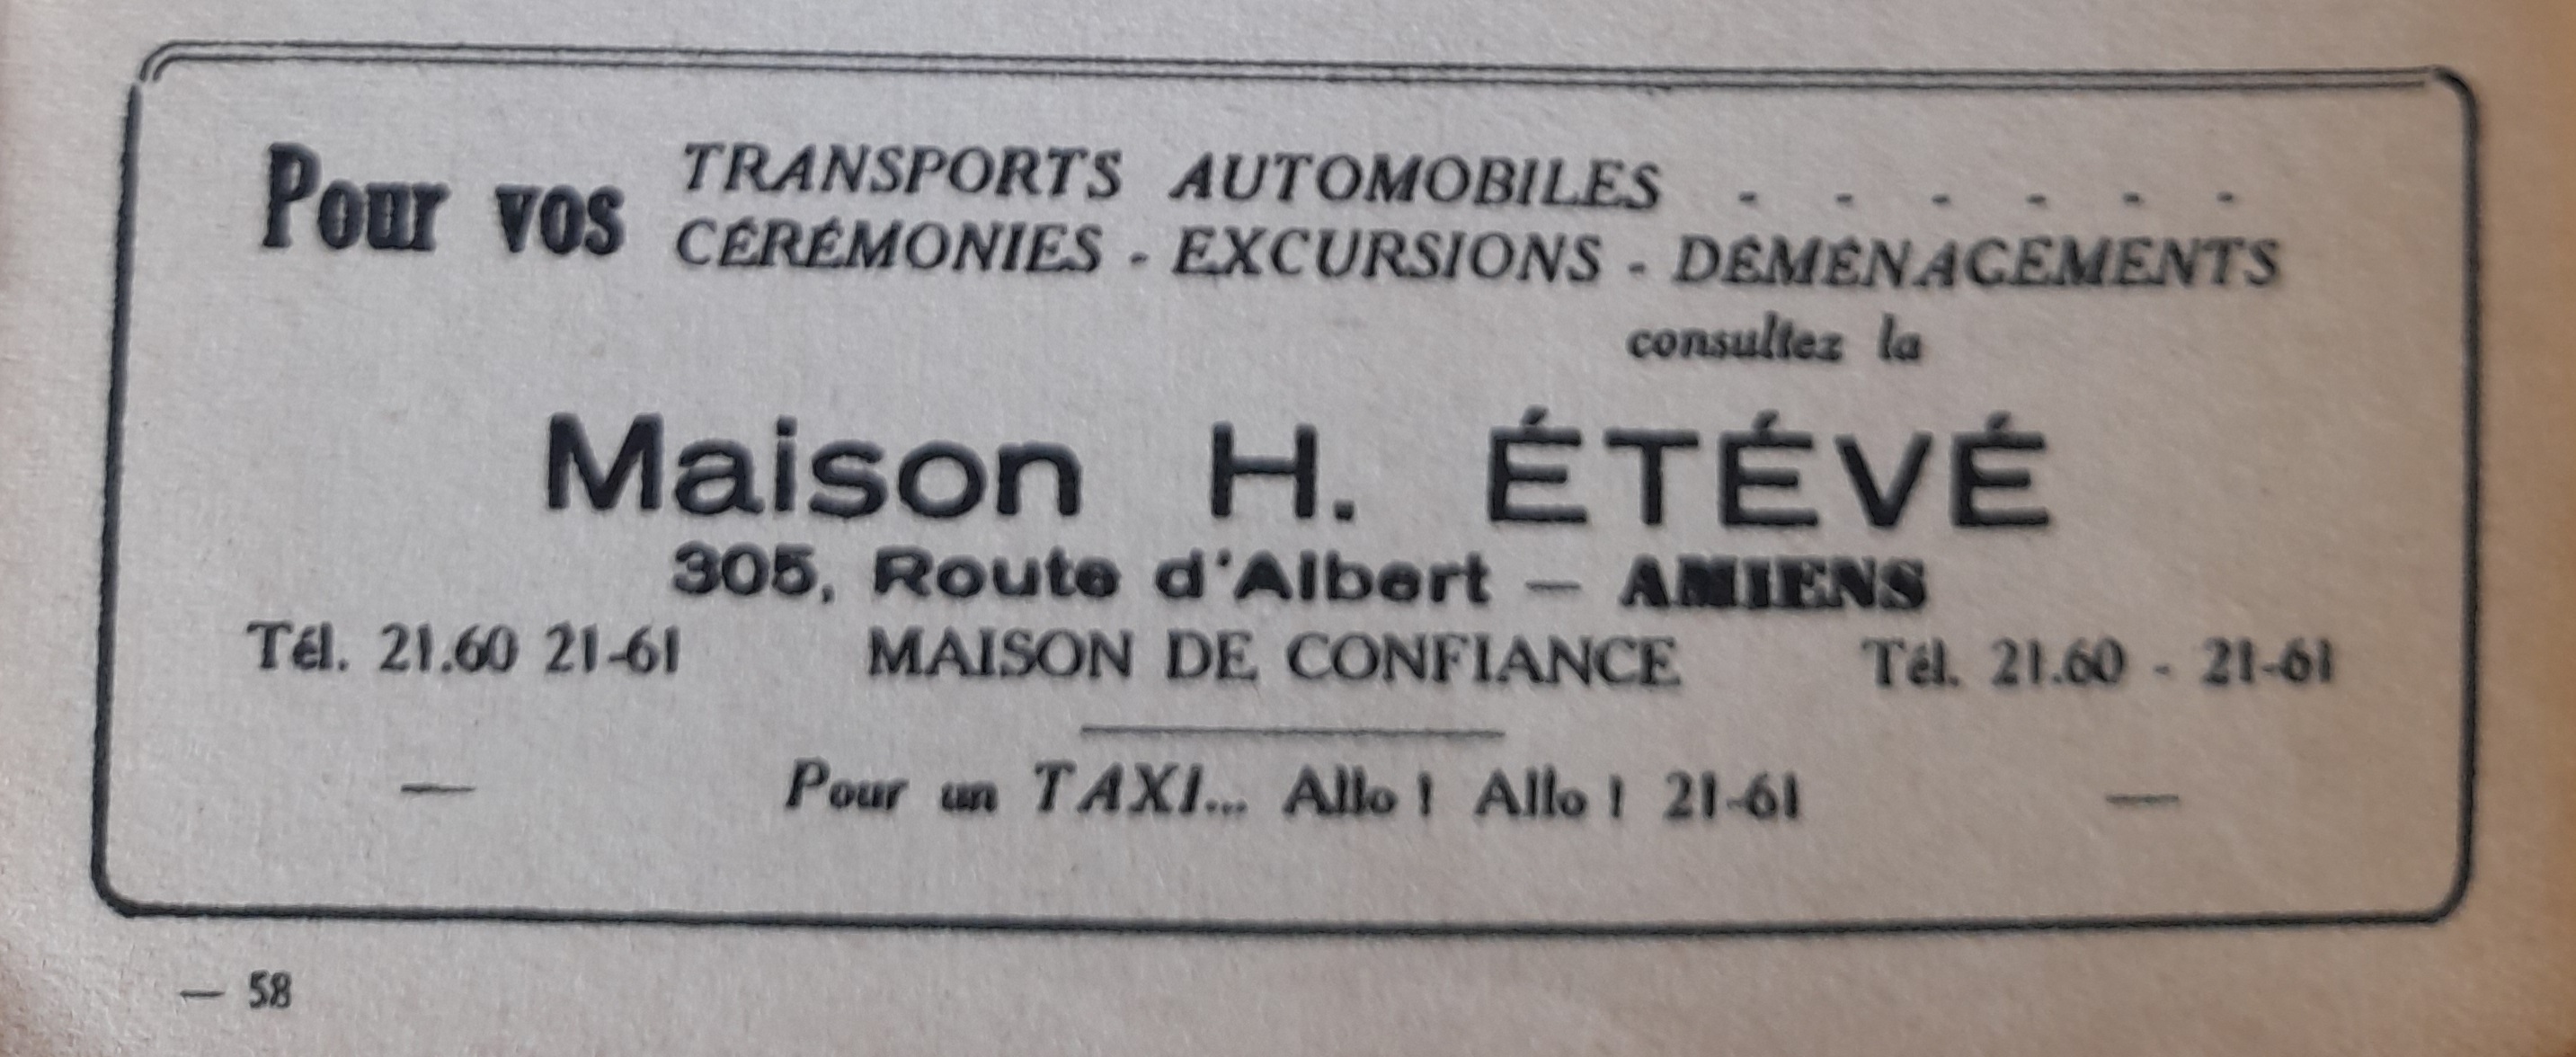 Pour vos TRANSPORTS AUTOMOBILES - - - - - -
CÉRÉMONIES - EXCURSIONS - DÉMÉNAGEMENTS
consultez la
Maison H. ÉTÉVÉ
305, Route d'Albert — AMIENS
Tél. 21.60 21-61 MAISON DE CONFIANCE Tél. 21.60 - 21-61
— Pour un TAXI... Allo ! Allo ! 21-61 —
— 58